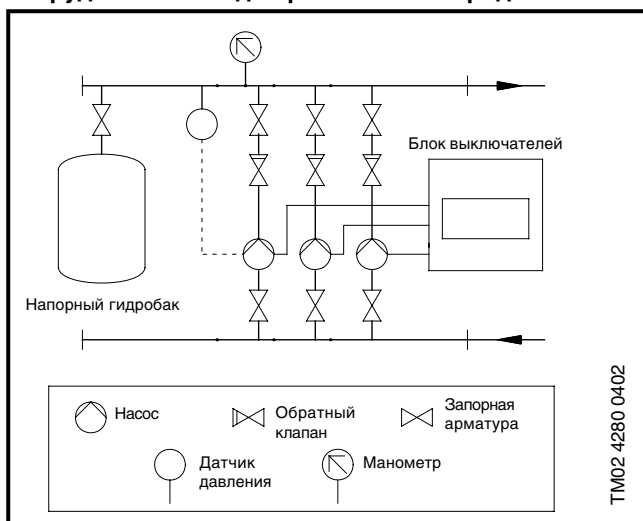 Блок выключателей
Напорный гидробак
Насос
Обратный
клапан
Запорная
арматура
Датчик
давления
Манометр
TM02 4280 0402